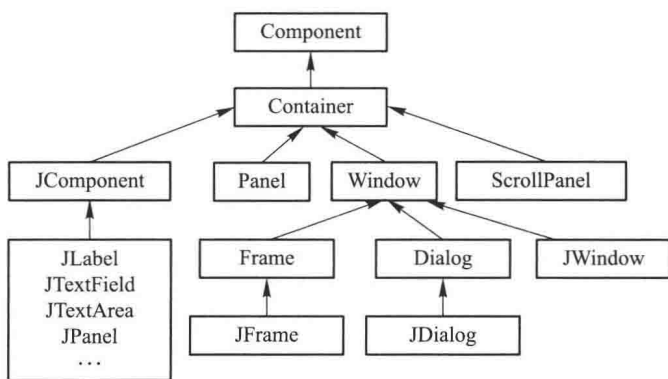 Component
Container
JComponent
Panel
Window
ScrollPanel
JLabel
JTextField
JTextArea
JPanel
...
Frame
Dialog
JWindow
JFrame
JDialog